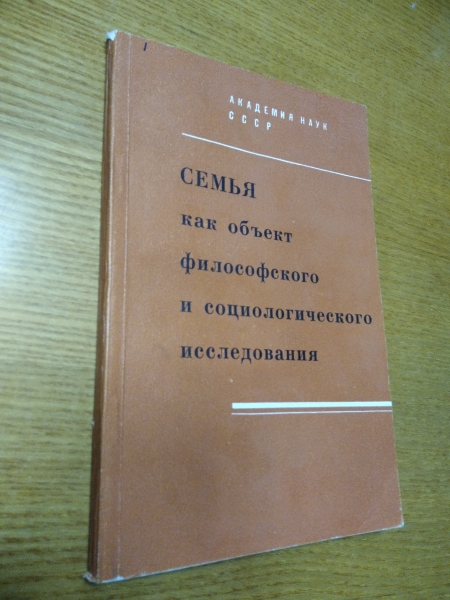 АКАДЕМИЯ НАУК
СССР
СЕМЬЯ
как объект
философского
и социологического
исследования